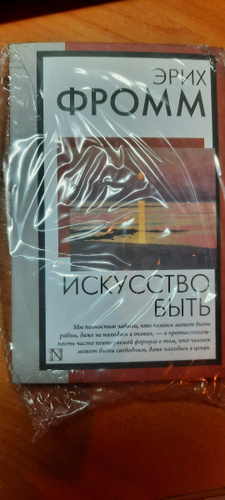 ЭРИХ
ФРОММ
ИСКУССТВО
БЫТЬ
Мы полностью забыли, что человек может быть
рабом, даже не находясь в оковах, — в противополож-
ность часто повторяемой формуле о том, что человек
может быть свободным, даже находясь в цепях.
N